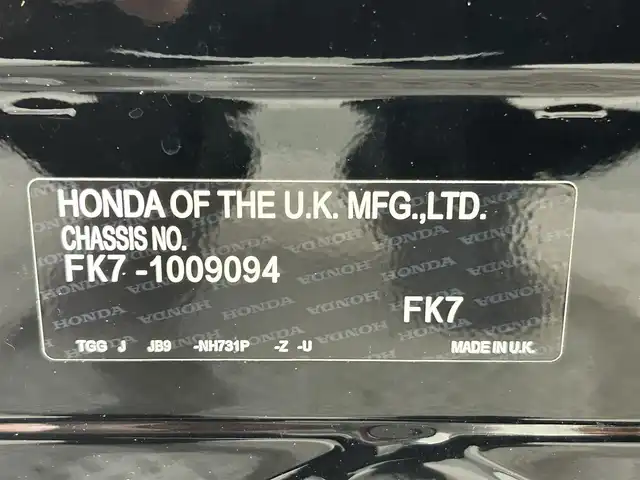 HONDA OF THE U.K. MFG.,LTD.
CHASSIS NO.
FK7 -1009094
FK7
TGG J JB9 -NH731P -Z -U MADE IN U.K.